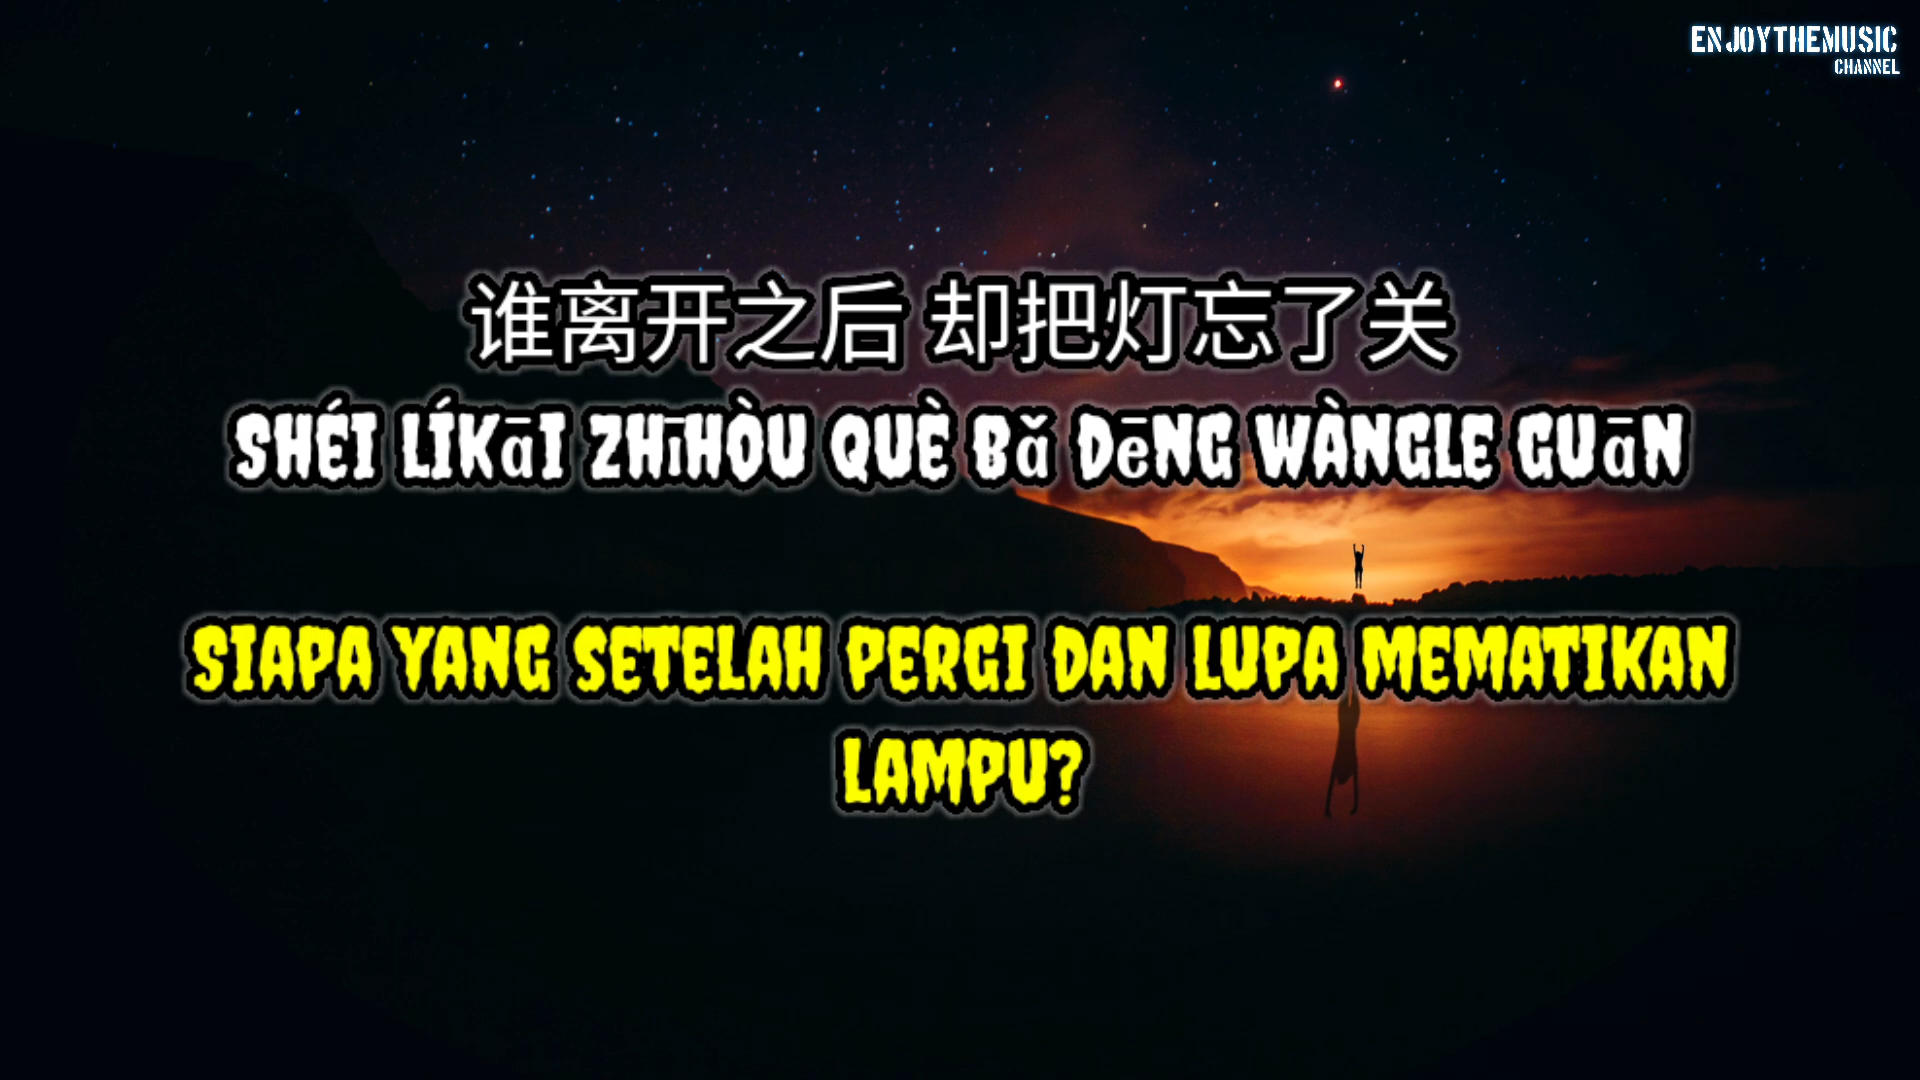 ENJOYTHEMUSIC
CHANNEL
谁离开之后 却把灯忘了关
SHÉI LÍKāI ZHīHÒU QUÈ Bǎ DēNG WÀNGLE GUāN
SIAPA YANG SETELAH PERGI DAN LUPA MEMATIKAN
LAMPU?